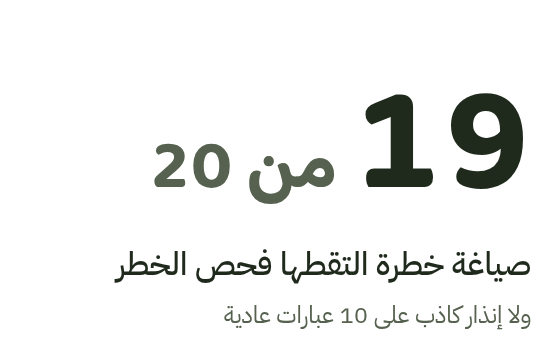 19 من 20
صياغة خطرة التقطها فحص الخطر
ولا إنذار كاذب على 10 عبارات عادية